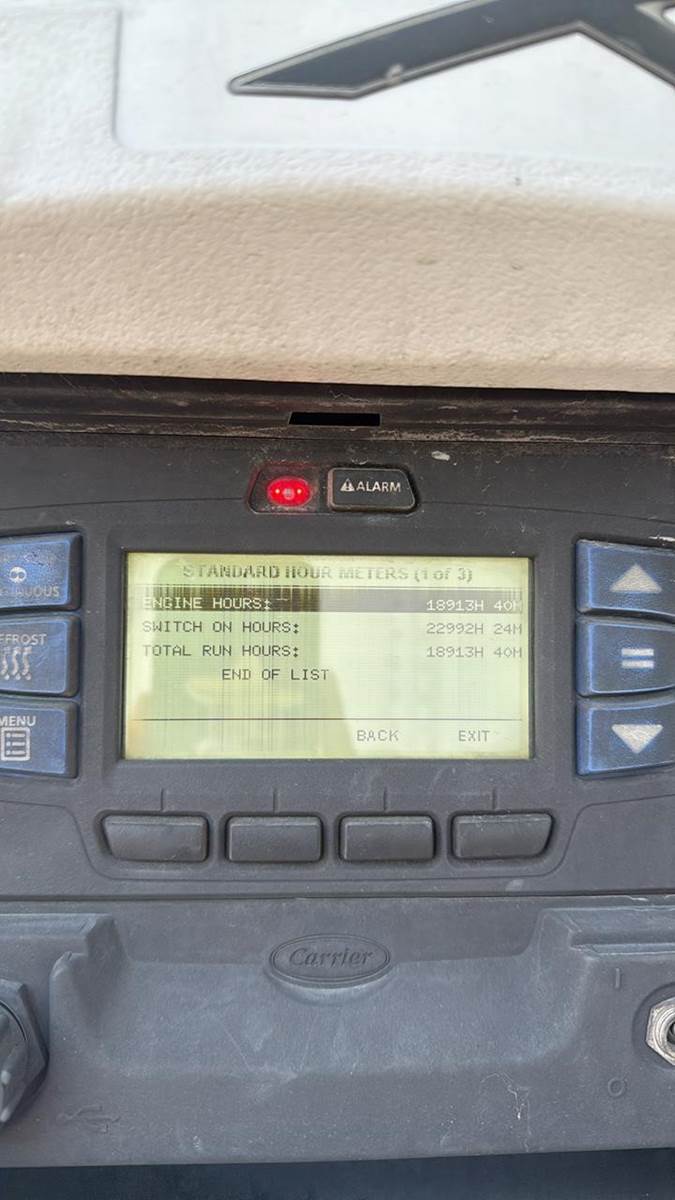 ALARM
STANDARD HOUR METERS (1 of 3)
ENGINE HOURS: 18913H 40M
SWITCH ON HOURS: 22992H 24M
TOTAL RUN HOURS: 18913H 40M
END OF LIST
BACK EXIT
MENU
Carrier
I
O